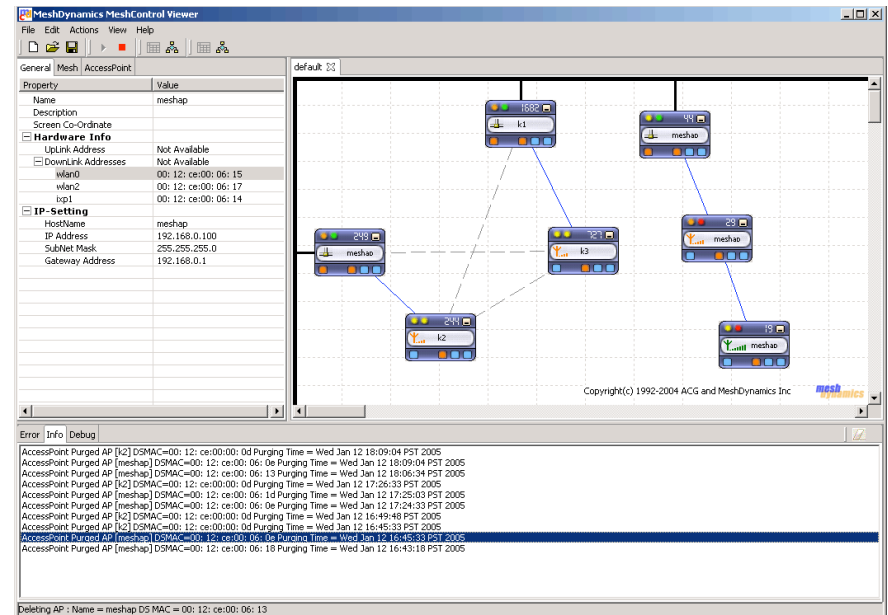 MeshDynamics MeshControl Viewer
File Edit Actions View Help
General Mesh AccessPoint
Property Value
Name meshap
Description
Screen Co-Ordinate
Hardware Info
UpLink Address Not Available
DownLink Addresses Not Available
wlan0 00: 12: ce:00: 06: 15
wlan2 00: 12: ce:00: 06: 17
ixp1 00: 12: ce:00: 06: 14
IP-Setting
HostName meshap
IP Address 192.168.0.100
SubNet Mask 255.255.255.0
Gateway Address 192.168.0.1
default
1682
k1
44
meshap
249
meshap
727
k3
29
meshap
244
k2
19
meshap
Copyright(c) 1992-2004 ACG and MeshDynamics Inc
mesh dynamics
Error Info Debug
AccessPoint Purged AP [k2] DSMAC=00: 12: ce:00:00: 0d Purging Time = Wed Jan 12 18:09:04 PST 2005
AccessPoint Purged AP [meshap] DSMAC=00: 12: ce:00: 06: 0e Purging Time = Wed Jan 12 18:09:04 PST 2005
AccessPoint Purged AP [meshap] DSMAC=00: 12: ce:00: 06: 13 Purging Time = Wed Jan 12 18:06:34 PST 2005
AccessPoint Purged AP [k2] DSMAC=00: 12: ce:00:00: 0d Purging Time = Wed Jan 12 17:26:33 PST 2005
AccessPoint Purged AP [meshap] DSMAC=00: 12: ce:00: 06: 1d Purging Time = Wed Jan 12 17:25:03 PST 2005
AccessPoint Purged AP [meshap] DSMAC=00: 12: ce:00: 06: 0e Purging Time = Wed Jan 12 17:24:33 PST 2005
AccessPoint Purged AP [k2] DSMAC=00: 12: ce:00:00: 0d Purging Time = Wed Jan 12 16:49:48 PST 2005
AccessPoint Purged AP [k2] DSMAC=00: 12: ce:00:00: 0d Purging Time = Wed Jan 12 16:45:33 PST 2005
AccessPoint Purged AP [meshap] DSMAC=00: 12: ce:00: 06: 0e Purging Time = Wed Jan 12 16:45:33 PST 2005
AccessPoint Purged AP [meshap] DSMAC=00: 12: ce:00: 06: 18 Purging Time = Wed Jan 12 16:43:18 PST 2005
Deleting AP : Name = meshap DS MAC = 00: 12: ce:00: 06: 13